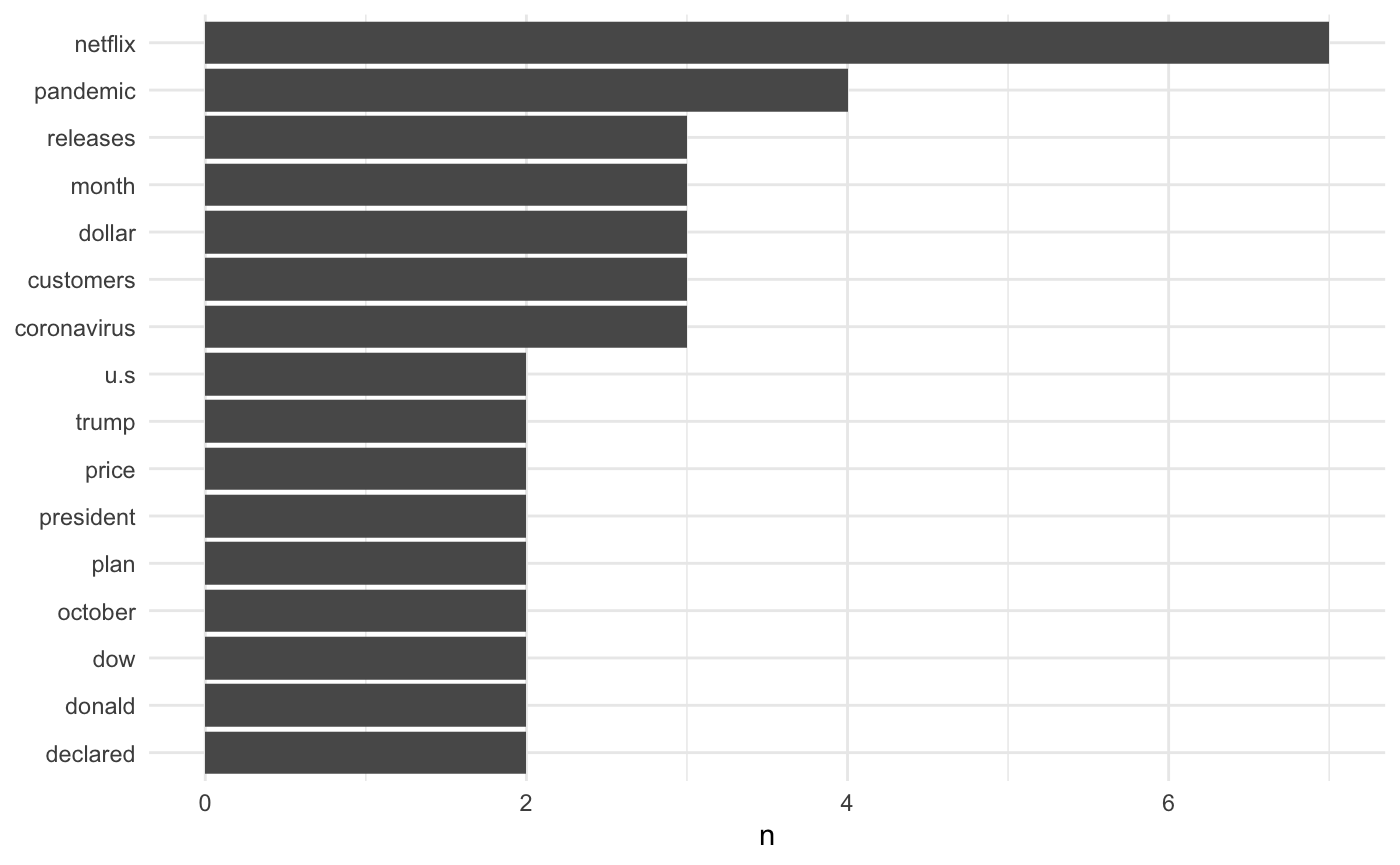 netflix
pandemic
releases
month
dollar
customers
coronavirus
u.s
trump
price
president
plan
october
dow
donald
declared
0 2 4 6
n